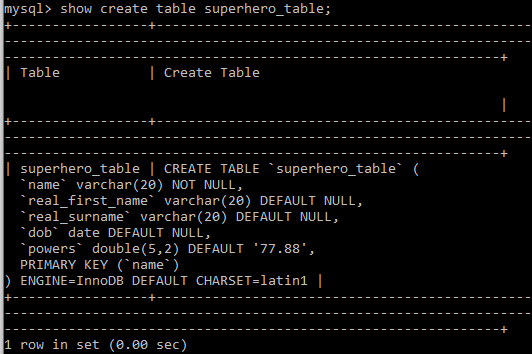 mysql> show create table superhero_table;
+----------------+-----------------------------------------------
------------------------------------------------------------------
--------------------------------------------------------------+
| Table          | Create Table
|
+----------------+-----------------------------------------------
------------------------------------------------------------------
--------------------------------------------------------------+
| superhero_table | CREATE TABLE `superhero_table` (
  `name` varchar(20) NOT NULL,
  `real_first_name` varchar(20) DEFAULT NULL,
  `real_surname` varchar(20) DEFAULT NULL,
  `dob` date DEFAULT NULL,
  `powers` double(5,2) DEFAULT '77.88',
  PRIMARY KEY (`name`)
) ENGINE=InnoDB DEFAULT CHARSET=latin1 |
+----------------+-----------------------------------------------
------------------------------------------------------------------
--------------------------------------------------------------+
1 row in set (0.00 sec)